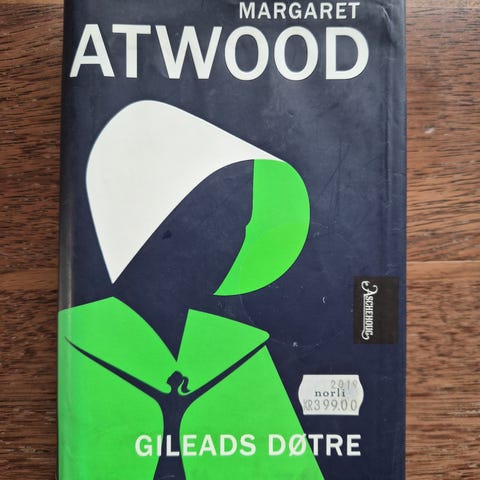 MARGARET
ATWOOD
ASCHEHOUG
2019
norli
KR399.00
GILEADS DØTRE